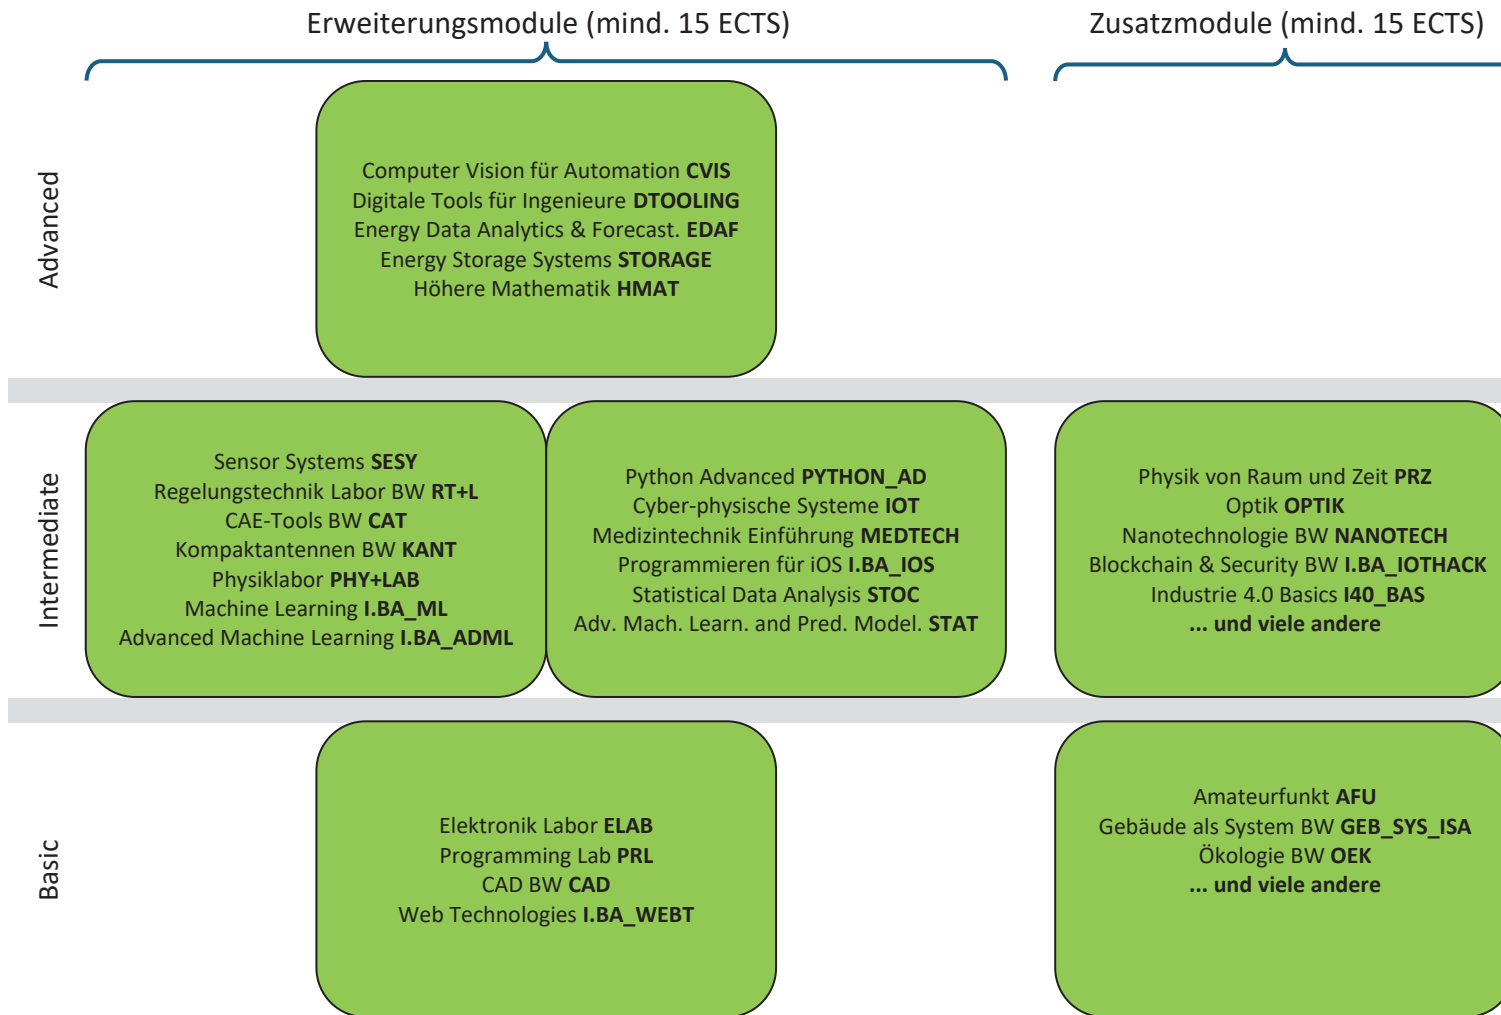 Erweiterungsmodule (mind. 15 ECTS)
Zusatzmodule (mind. 15 ECTS)
Advanced
Computer Vision für Automation CVIS
Digitale Tools für Ingenieure DTOOLING
Energy Data Analytics & Forecast. EDAF
Energy Storage Systems STORAGE
Höhere Mathematik HMAT
Intermediate
Sensor Systems SESY
Regelungstechnik Labor BW RT+L
CAE-Tools BW CAT
Kompaktantennen BW KANT
Physiklabor PHY+LAB
Machine Learning I.BA_ML
Advanced Machine Learning I.BA_ADML
Python Advanced PYTHON_AD
Cyber-physische Systeme IOT
Medizintechnik Einführung MEDTECH
Programmieren für iOS I.BA_IOS
Statistical Data Analysis STOC
Adv. Mach. Learn. and Pred. Model. STAT
Physik von Raum und Zeit PRZ
Optik OPTIK
Nanotechnologie BW NANOTECH
Blockchain & Security BW I.BA_IOTHACK
Industrie 4.0 Basics I40_BAS
... und viele andere
Basic
Elektronik Labor ELAB
Programming Lab PRL
CAD BW CAD
Web Technologies I.BA_WEBT
Amateurfunkt AFU
Gebäude als System BW GEB_SYS_ISA
Ökologie BW OEK
... und viele andere